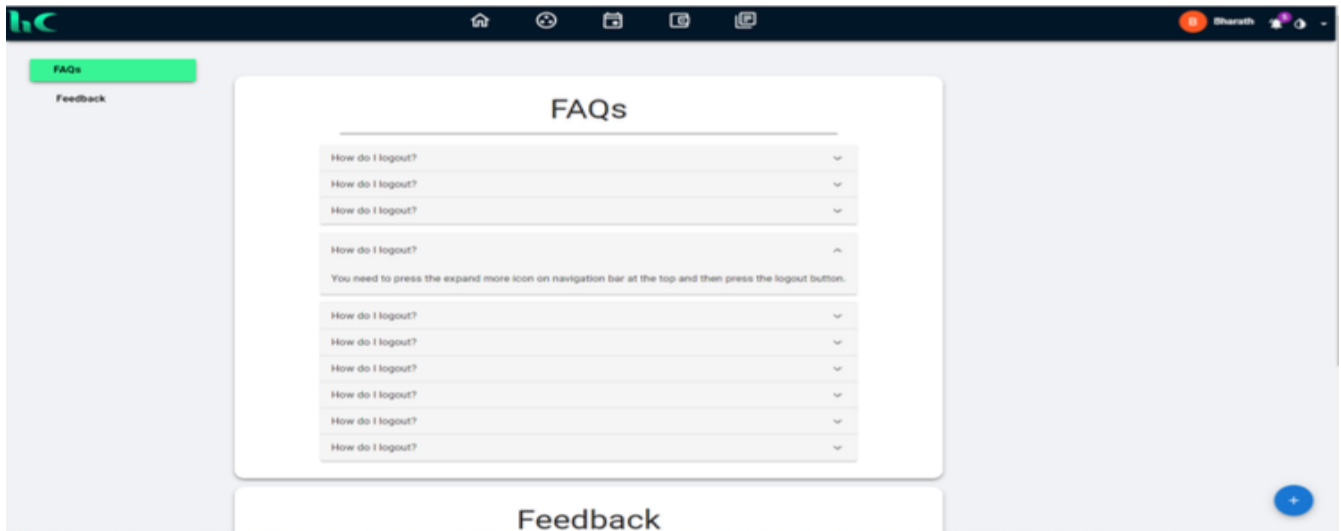 hC
Bharath
B
FAQs
Feedback
FAQs
How do I logout?
How do I logout?
How do I logout?
How do I logout?
You need to press the expand more icon on navigation bar at the top and then press the logout button.
How do I logout?
How do I logout?
How do I logout?
How do I logout?
How do I logout?
How do I logout?
Feedback